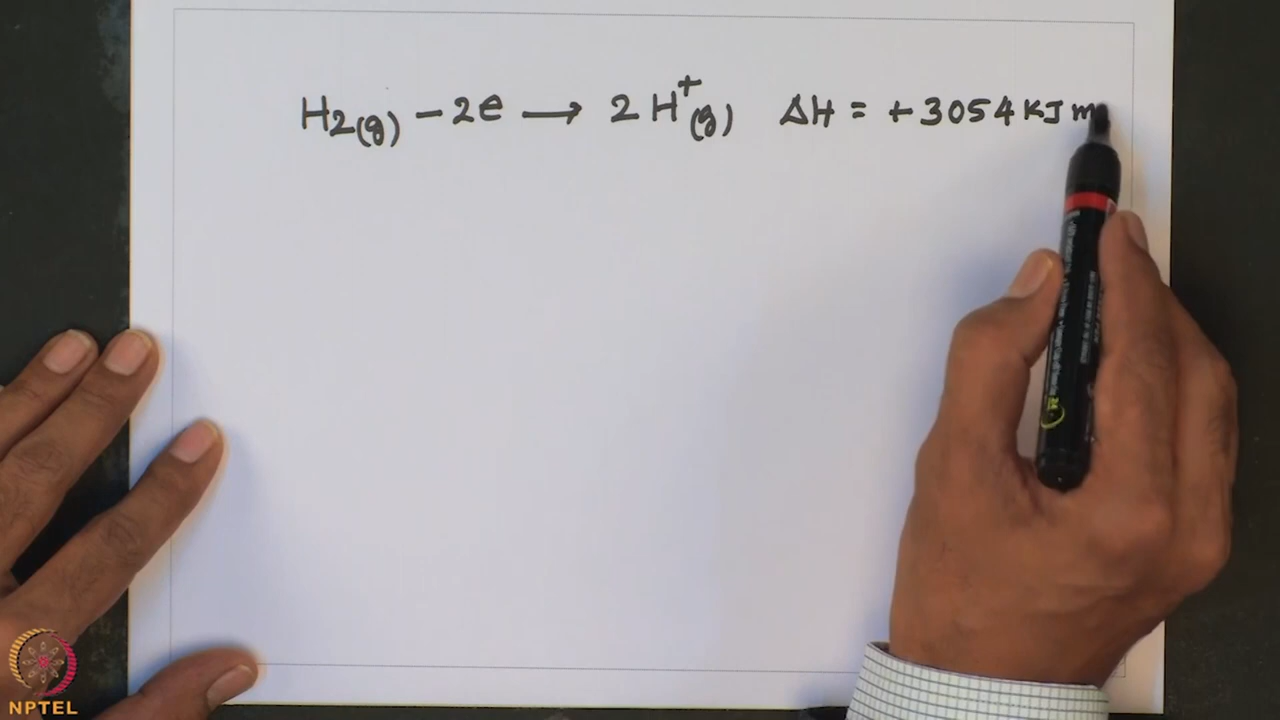 H₂(g) – 2e ⟶ 2H⁺(g) ΔH = +3054 KJ m
NPTEL